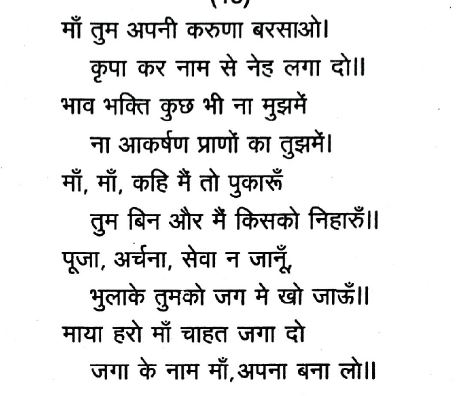 माँ तुम अपनी करुणा बरसाओ।
कृपा कर नाम से नेह लगा दो॥
भाव भक्ति कुछ भी ना मुझमें
ना आकर्षण प्राणों का तुझमें।
माँ, माँ, कहि मैं तो पुकारूँ
तुम बिन और मैं किसको निहारुँ॥
पूजा, अर्चना, सेवा न जानूँ,
भुलाके तुमको जग मे खो जाऊँ॥
माया हरो माँ चाहत जगा दो
जगा के नाम माँ,अपना बना लो॥